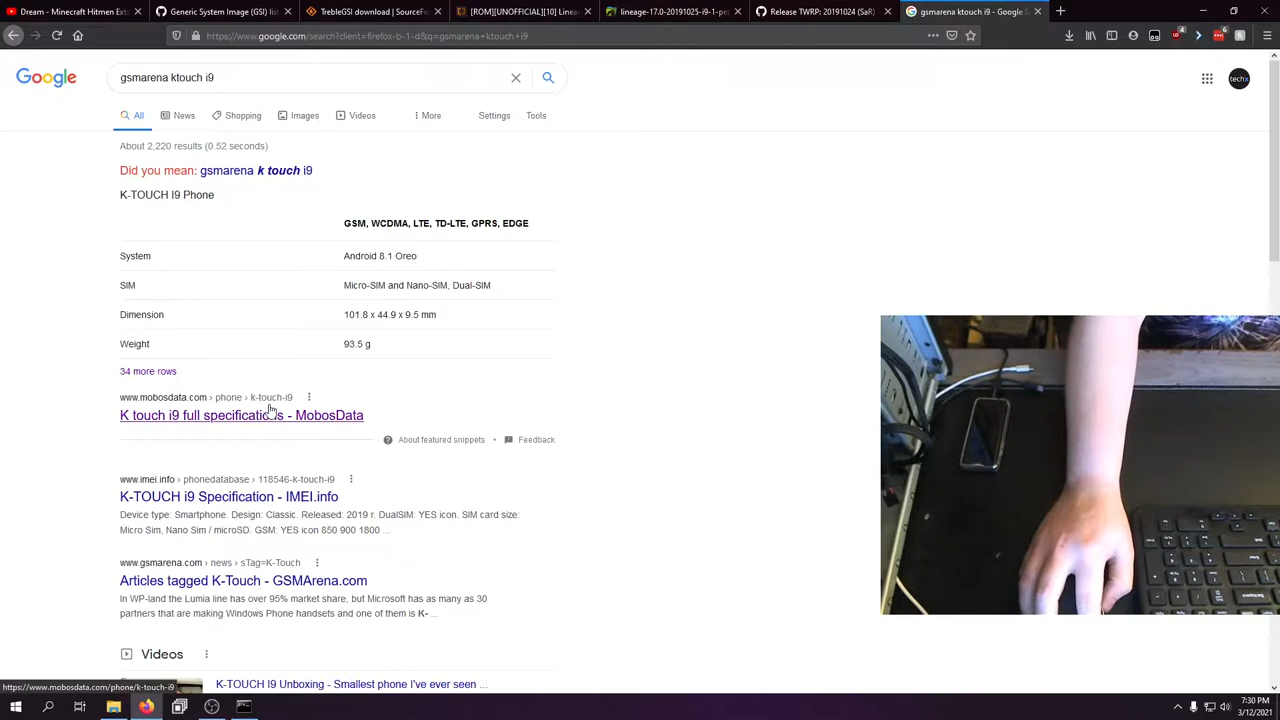 Dream - Minecraft Hitmen Ext
Generic System Image (GSI) list
TrebleGSI download | SourceFo
[ROM][UNOFFICIAL][10] Linea
lineage-17.0-20191025-i9-1-pe
Release TWRP: 20191024 (SaR)
gsmarena ktouch i9 - Google S
https://www.google.com/search?client=firefox-b-1-d&q=gsmarena+ktouch+i9
Google
gsmarena ktouch i9
techx
All
News
Shopping
Images
Videos
More
Settings
Tools
About 2,220 results (0.52 seconds)
Did you mean: gsmarena k touch i9
K-TOUCH I9 Phone
GSM, WCDMA, LTE, TD-LTE, GPRS, EDGE
System Android 8.1 Oreo
SIM Micro-SIM and Nano-SIM, Dual-SIM
Dimension 101.8 x 44.9 x 9.5 mm
Weight 93.5 g
34 more rows
www.mobosdata.com › phone › k-touch-i9
K touch i9 full specifications - MobosData
About featured snippets • Feedback
www.imei.info › phonedatabase › 118546-k-touch-i9
K-TOUCH i9 Specification - IMEI.info
Device type: Smartphone. Design: Classic. Released: 2019 r. DualSIM: YES icon. SIM card size:
Micro Sim, Nano Sim / microSD. GSM: YES icon 850 900 1800 ...
www.gsmarena.com › news › sTag=K-Touch
Articles tagged K-Touch - GSMArena.com
In WP-land the Lumia line has over 95% market share, but Microsoft has as many as 30
partners that are making Windows Phone handsets and one of them is K- ...
Videos
K-TOUCH I9 Unboxing - Smallest phone I've ever seen ...
https://www.mobosdata.com/phone/k-touch-i9
7:30 PM
3/12/2021